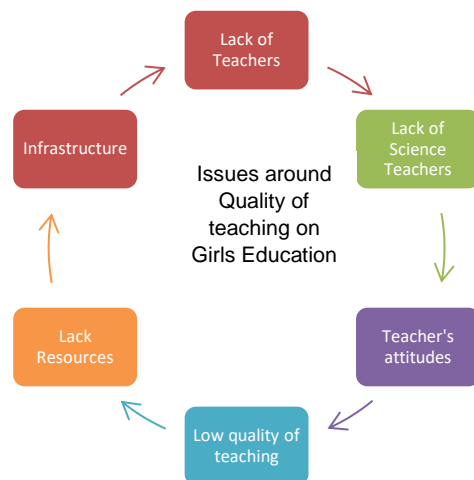 Lack of
Teachers
Lack of
Science
Teachers
Teacher's
attitudes
Low quality of
teaching
Lack
Resources
Infrastructure
Issues around
Quality of
teaching on
Girls Education